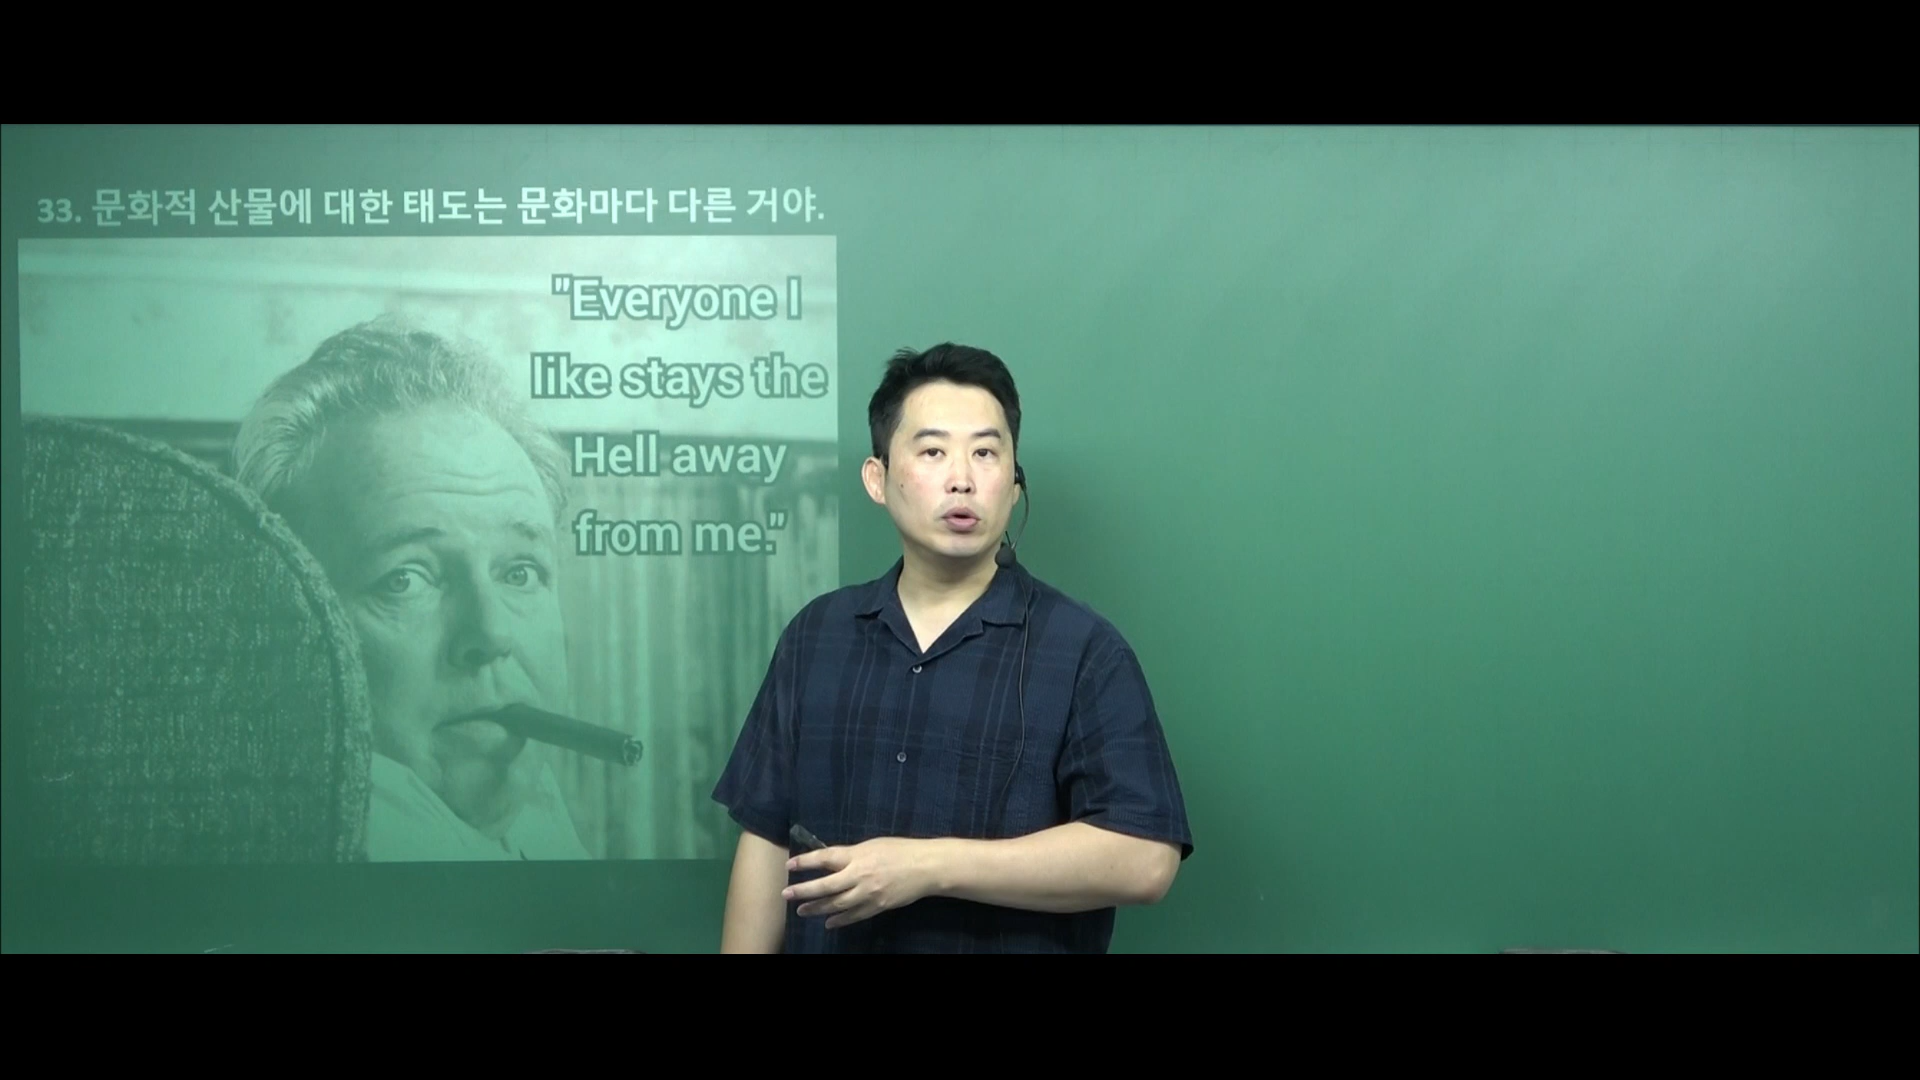 33. 문화적 산물에 대한 태도는 문화마다 다른 거야.
"Everyone I
like stays the
Hell away
from me."